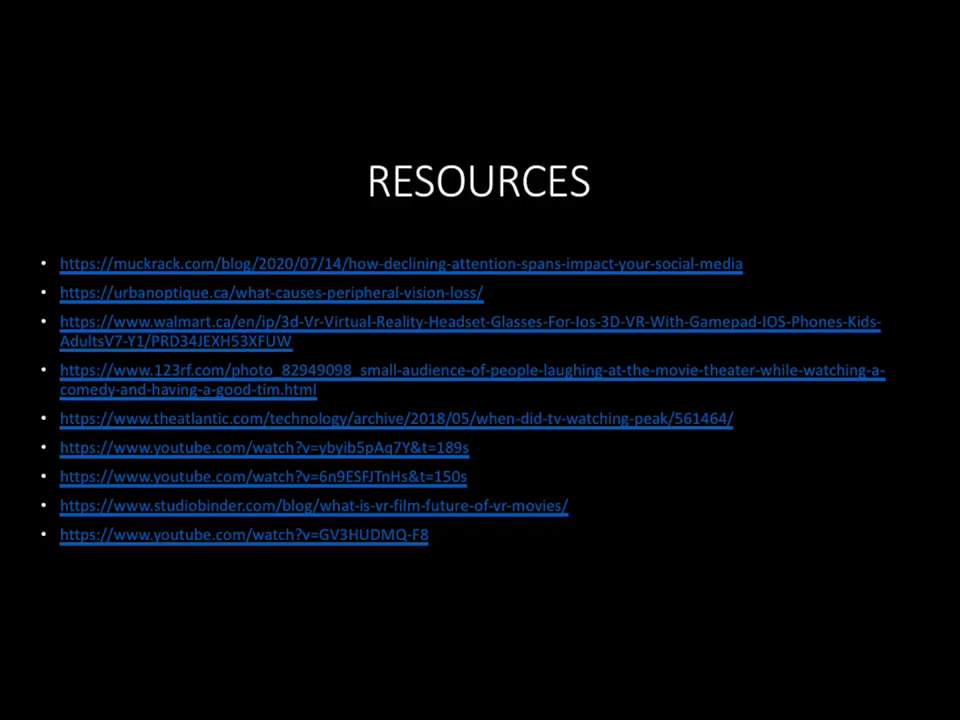 RESOURCES
• https://muckrack.com/blog/2020/07/14/how-declining-attention-spans-impact-your-social-media
• https://urbanoptique.ca/what-causes-peripheral-vision-loss/
• https://www.walmart.ca/en/ip/3d-Vr-Virtual-Reality-Headset-Glasses-For-Ios-3D-VR-With-Gamepad-IOS-Phones-Kids-
AdultsV7-Y1/PRD34JEXH53XFUW
• https://www.123rf.com/photo_82949098_small-audience-of-people-laughing-at-the-movie-theater-while-watching-a-
comedy-and-having-a-good-tim.html
• https://www.theatlantic.com/technology/archive/2018/05/when-did-tv-watching-peak/561464/
• https://www.youtube.com/watch?v=ybyib5pAq7Y&t=189s
• https://www.youtube.com/watch?v=6n9ESFJTnHs&t=150s
• https://www.studiobinder.com/blog/what-is-vr-film-future-of-vr-movies/
• https://www.youtube.com/watch?v=GV3HUDMQ-F8